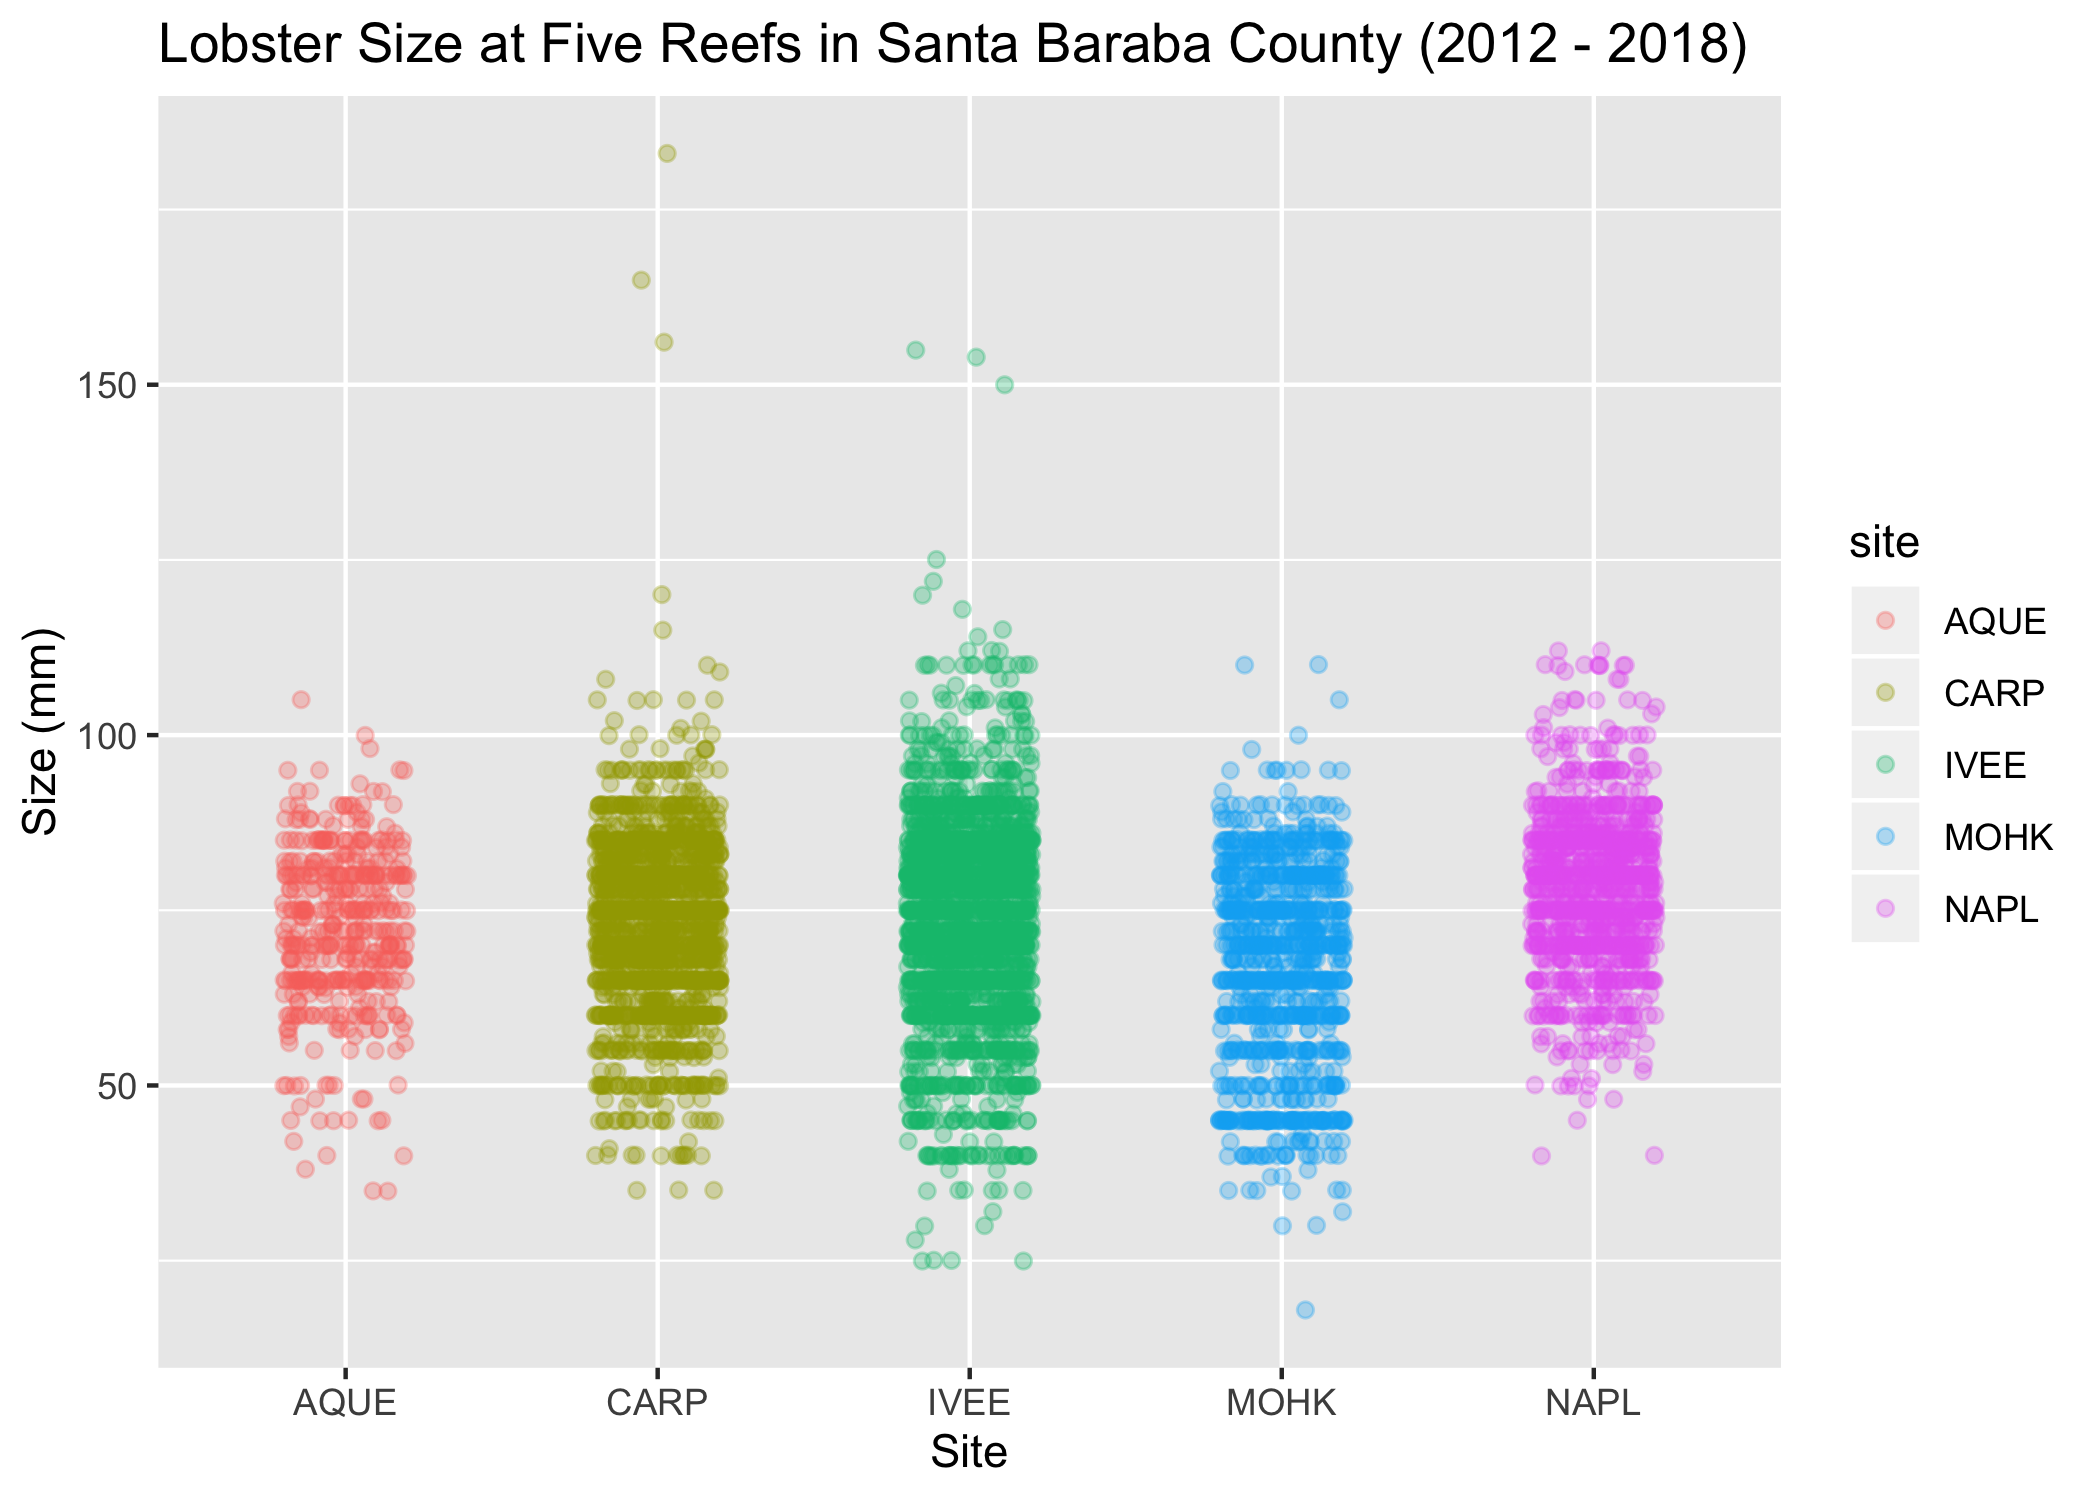 Lobster Size at Five Reefs in Santa Baraba County (2012 - 2018)
150
100
50
Size (mm)
AQUE
CARP
IVEE
MOHK
NAPL
Site
site
AQUE
CARP
IVEE
MOHK
NAPL